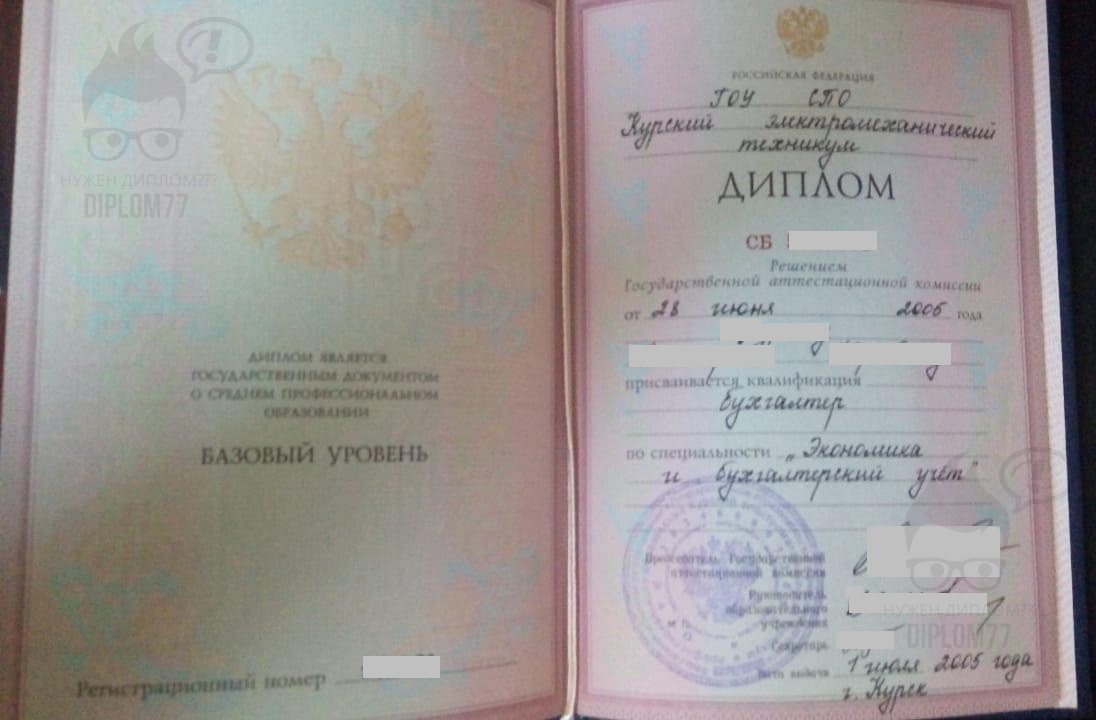 !
НУЖЕН ДИПЛОМ???
DIPLOM77
ДИПЛОМ ЯВЛЯЕТСЯ
ГОСУДАРСТВЕННЫМ ДОКУМЕНТОМ
О СРЕДНЕМ ПРОФЕССИОНАЛЬНОМ
ОБРАЗОВАНИИ
БАЗОВЫЙ УРОВЕНЬ
Регистрационный номер
РОССИЙСКАЯ ФЕДЕРАЦИЯ
ГОУ СПО
Курский электромеханический
техникум
ДИПЛОМ
СБ
Решением
Государственной аттестационной комиссии
от 28 июня 2005 года
присваивается квалификация
бухгалтер
по специальности „Экономика
и бухгалтерский учёт"
Председатель Государственной
аттестационной комиссии
Руководитель
образовательного
учреждения
М П
Секретарь
Дата выдачи 1 июля 2005 года
г. Курск
НУЖЕН ДИПЛОМ???
DIPLOM77